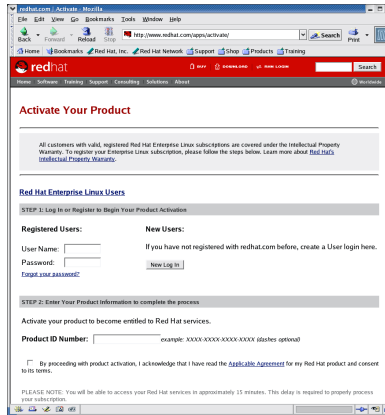 redhat.com | Activate - Mozilla
File Edit View Go Bookmarks Tools Window Help
Back Forward Reload Stop http://www.redhat.com/apps/activate/ Search Print
Home Bookmarks Red Hat, Inc. Red Hat Network Support Shop Products Training
redhat BUY DOWNLOAD RHN LOGIN Search
Home Software Training Support Consulting Solutions About Worldwide
Activate Your Product
All customers with valid, registered Red Hat Enterprise Linux subscriptions are covered under the Intellectual Property
Warranty. To register your Enterprise Linux subscription, please follow the steps below. Learn more about Red Hat's
Intellectual Property Warranty.
Red Hat Enterprise Linux Users
STEP 1: Log In or Register to Begin Your Product Activation
Registered Users:
User Name:
Password:
Forgot your password?
New Users:
If you have not registered with redhat.com before, create a User login here.
New Log In
STEP 2: Enter Your Product Information to complete the process
Activate your product to become entitled to Red Hat services.
Product ID Number: example: XXXX-XXXX-XXXX-XXXX (dashes optional)
By proceeding with product activation, I acknowledge that I have read the Applicable Agreement for my Red Hat product and consent
to its terms.
PLEASE NOTE: You will be able to access your Red Hat services in approximately 15 minutes. This delay is required to properly process
your subscription.